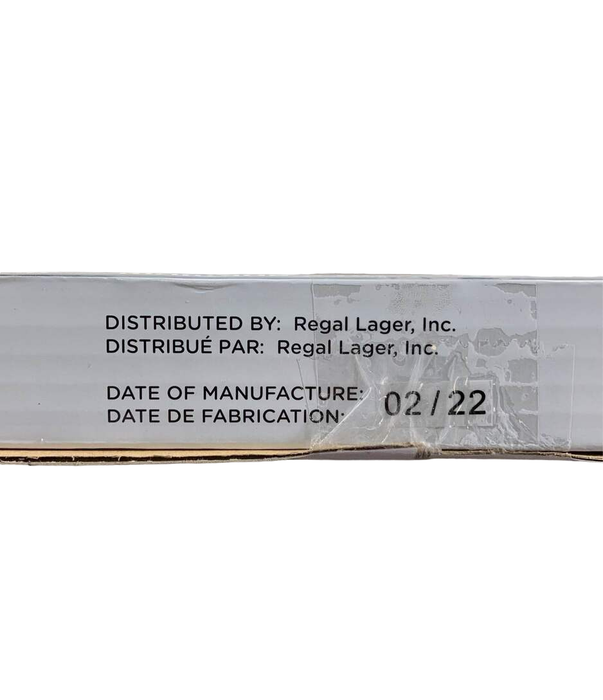 DISTRIBUTED BY: Regal Lager, Inc.
DISTRIBUÉ PAR: Regal Lager, Inc.
DATE OF MANUFACTURE:
DATE DE FABRICATION:
02/22